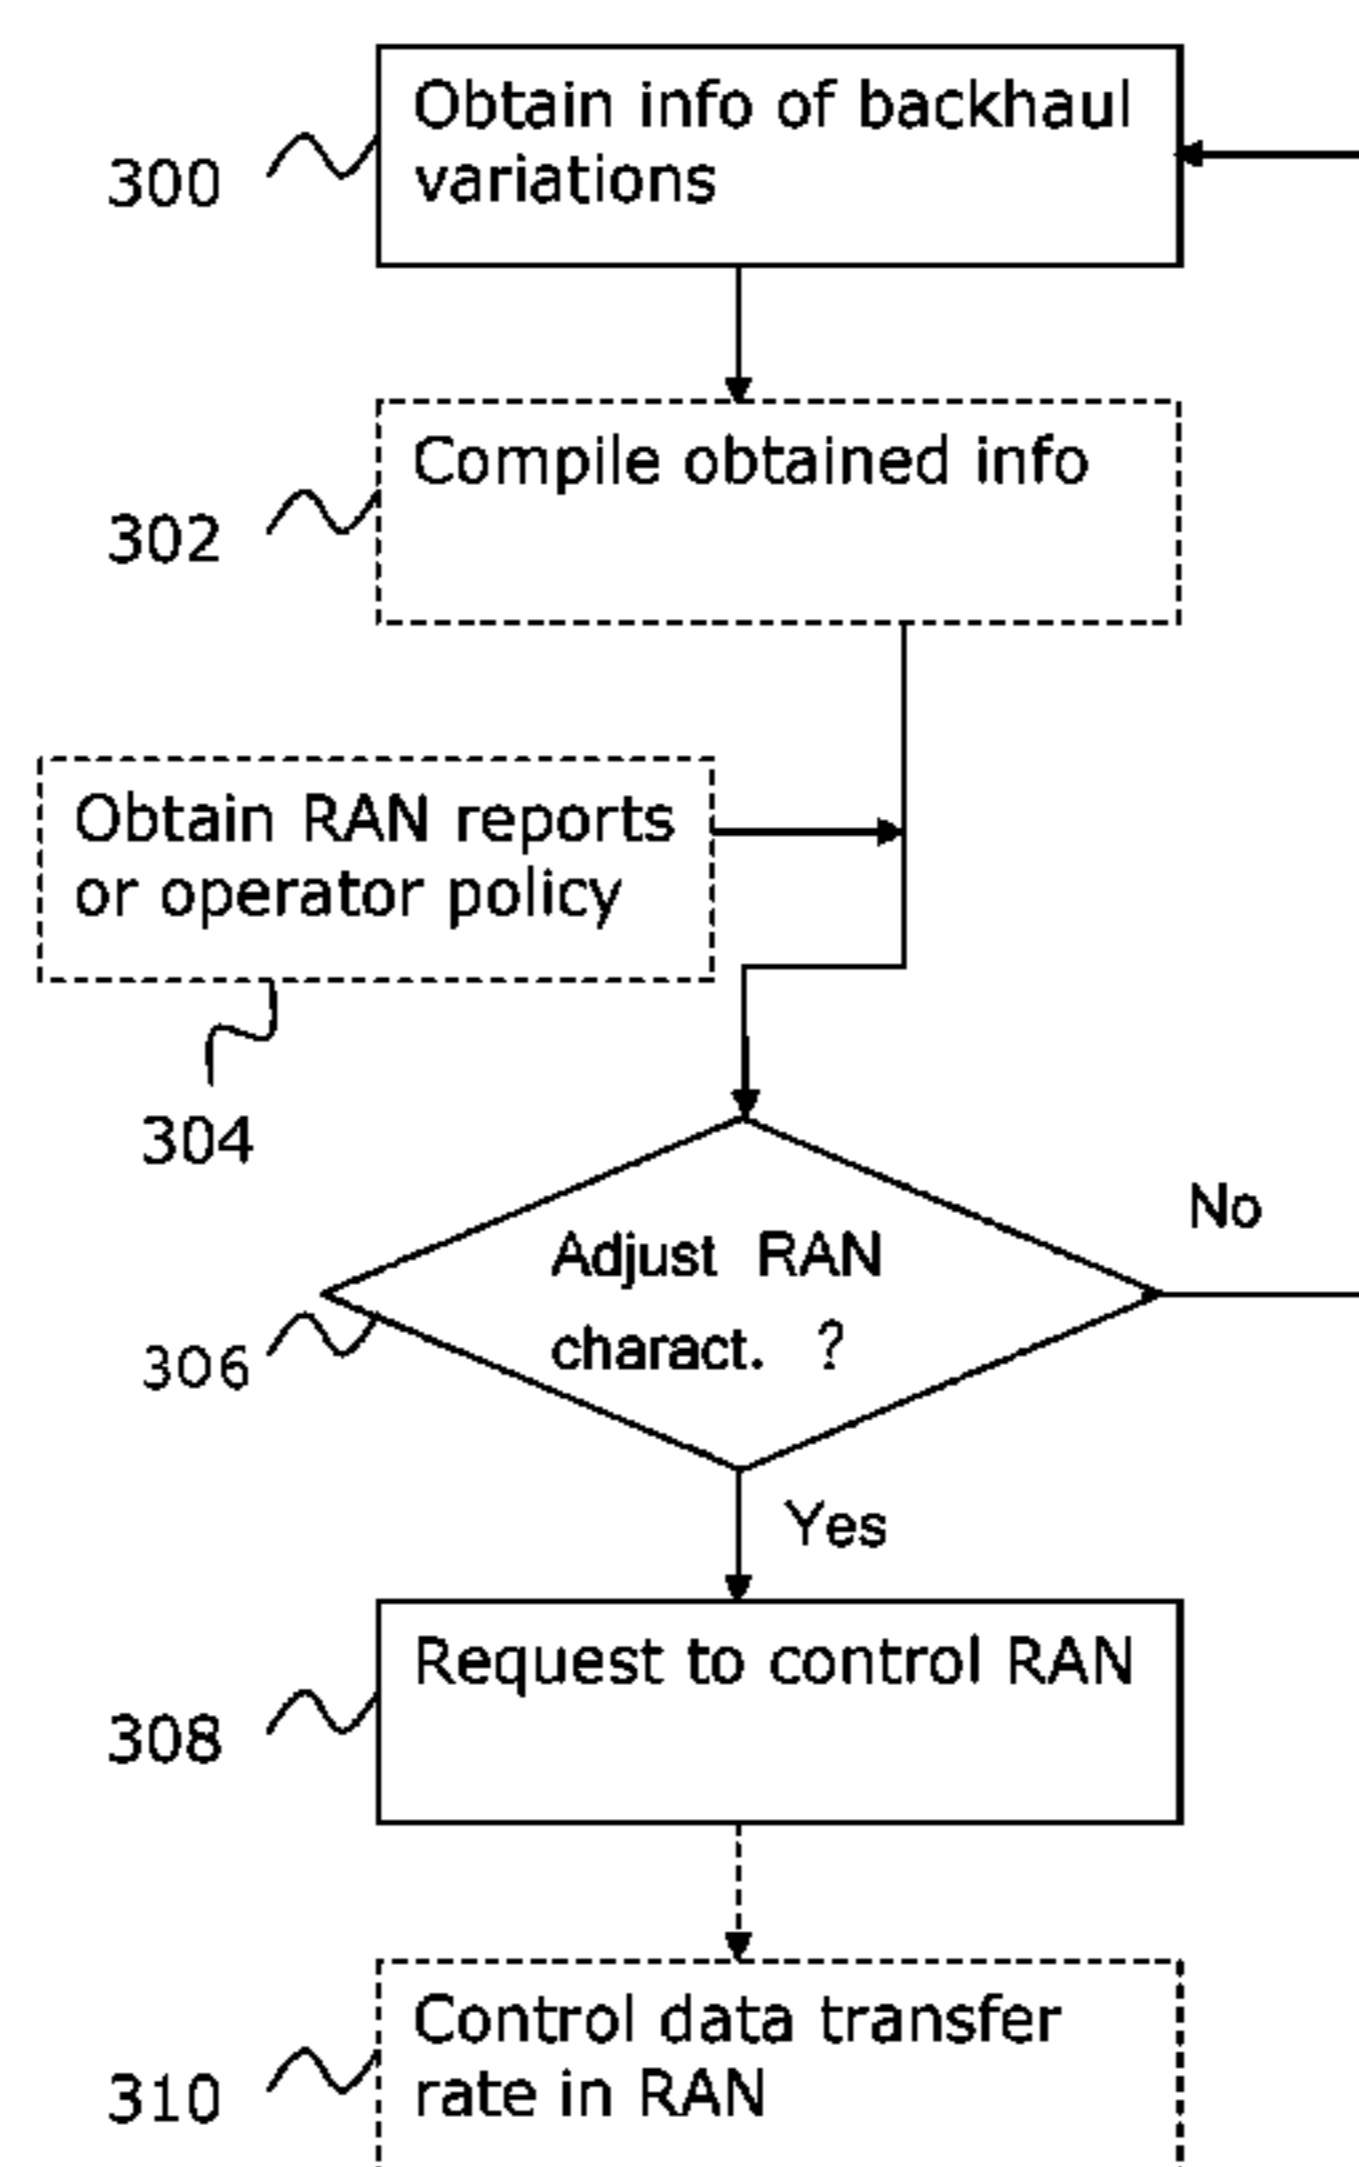 Obtain info of backhaul
variations
300
Compile obtained info
302
Obtain RAN reports
or operator policy
304
No
Adjust RAN
charact. ?
306
Yes
Request to control RAN
308
Control data transfer
rate in RAN
310